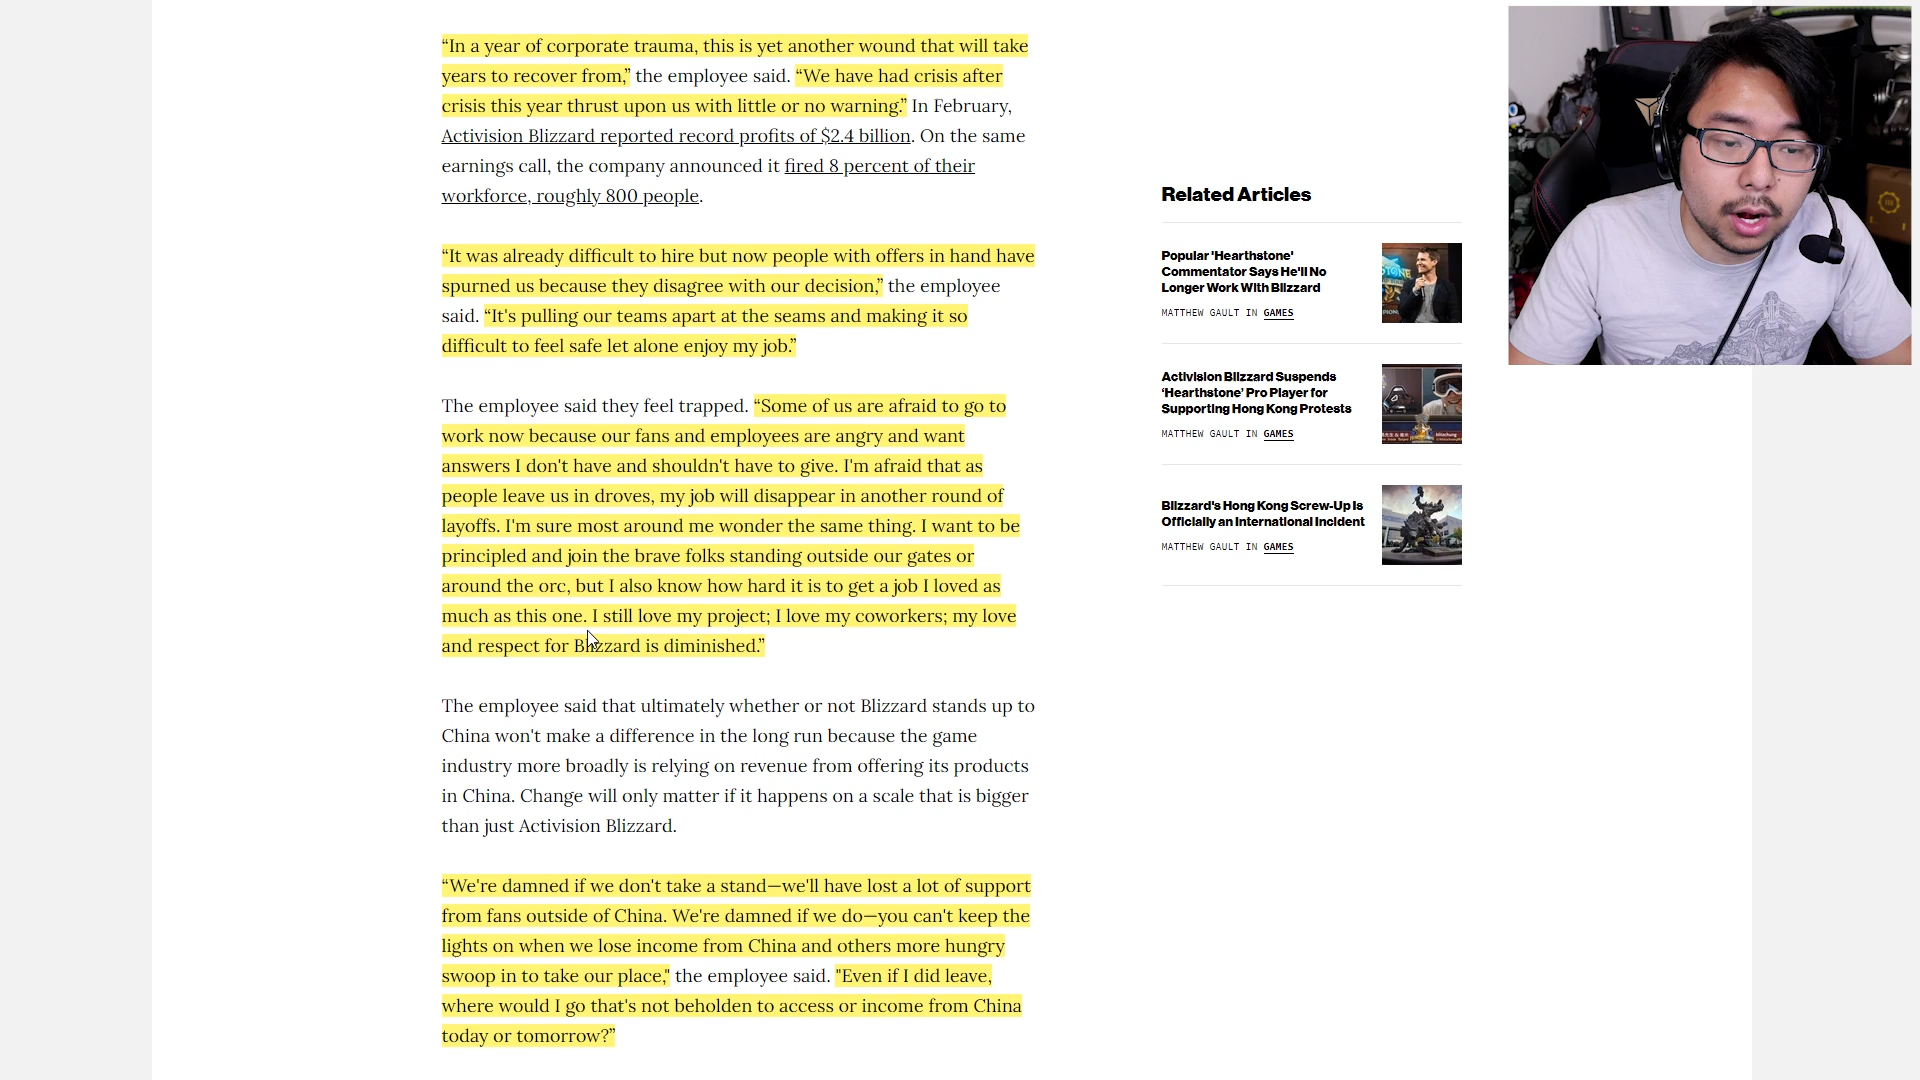 “In a year of corporate trauma, this is yet another wound that will take
years to recover from,” the employee said. “We have had crisis after
crisis this year thrust upon us with little or no warning.” In February,
Activision Blizzard reported record profits of $2.4 billion. On the same
earnings call, the company announced it fired 8 percent of their
workforce, roughly 800 people.
“It was already difficult to hire but now people with offers in hand have
spurned us because they disagree with our decision,” the employee
said. “It's pulling our teams apart at the seams and making it so
difficult to feel safe let alone enjoy my job.”
The employee said they feel trapped. “Some of us are afraid to go to
work now because our fans and employees are angry and want
answers I don't have and shouldn't have to give. I'm afraid that as
people leave us in droves, my job will disappear in another round of
layoffs. I'm sure most around me wonder the same thing. I want to be
principled and join the brave folks standing outside our gates or
around the orc, but I also know how hard it is to get a job I loved as
much as this one. I still love my project; I love my coworkers; my love
and respect for Blizzard is diminished.”
The employee said that ultimately whether or not Blizzard stands up to
China won't make a difference in the long run because the game
industry more broadly is relying on revenue from offering its products
in China. Change will only matter if it happens on a scale that is bigger
than just Activision Blizzard.
“We're damned if we don't take a stand—we'll have lost a lot of support
from fans outside of China. We're damned if we do—you can't keep the
lights on when we lose income from China and others more hungry
swoop in to take our place," the employee said. "Even if I did leave,
where would I go that's not beholden to access or income from China
today or tomorrow?”
Related Articles
Popular 'Hearthstone'
Commentator Says He'll No
Longer Work With Blizzard
MATTHEW GAULT IN GAMES
Activision Blizzard Suspends
‘Hearthstone’ Pro Player for
Supporting Hong Kong Protests
MATTHEW GAULT IN GAMES
Blizzard's Hong Kong Screw-Up Is
Officially an International Incident
MATTHEW GAULT IN GAMES